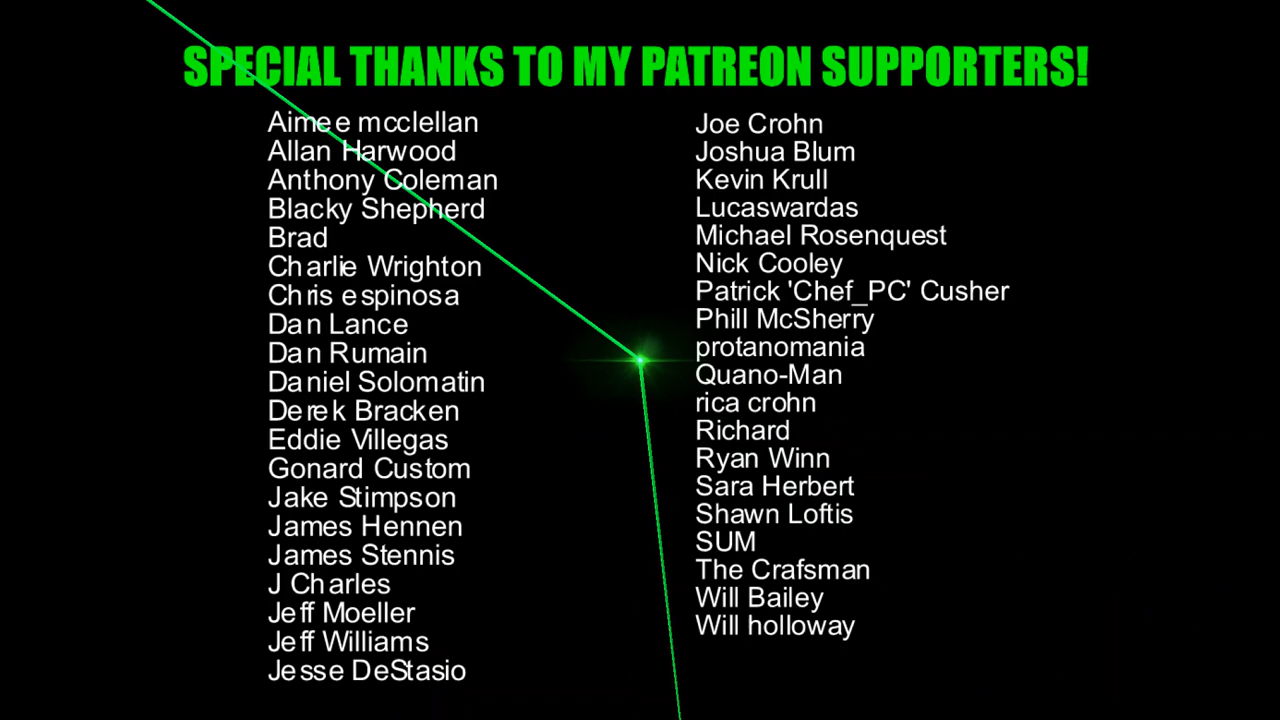 SPECIAL THANKS TO MY PATREON SUPPORTERS!
Aimee mcclellan
Allan Harwood
Anthony Coleman
Blacky Shepherd
Brad
Charlie Wrighton
Chris espinosa
Dan Lance
Dan Rumain
Daniel Solomatin
Derek Bracken
Eddie Villegas
Gonard Custom
Jake Stimpson
James Hennen
James Stennis
J Charles
Jeff Moeller
Jeff Williams
Jesse DeStasio
Joe Crohn
Joshua Blum
Kevin Krull
Lucaswardas
Michael Rosenquest
Nick Cooley
Patrick 'Chef_PC' Cusher
Phill McSherry
protanomania
Quano-Man
rica crohn
Richard
Ryan Winn
Sara Herbert
Shawn Loftis
SUM
The Crafsman
Will Bailey
Will holloway